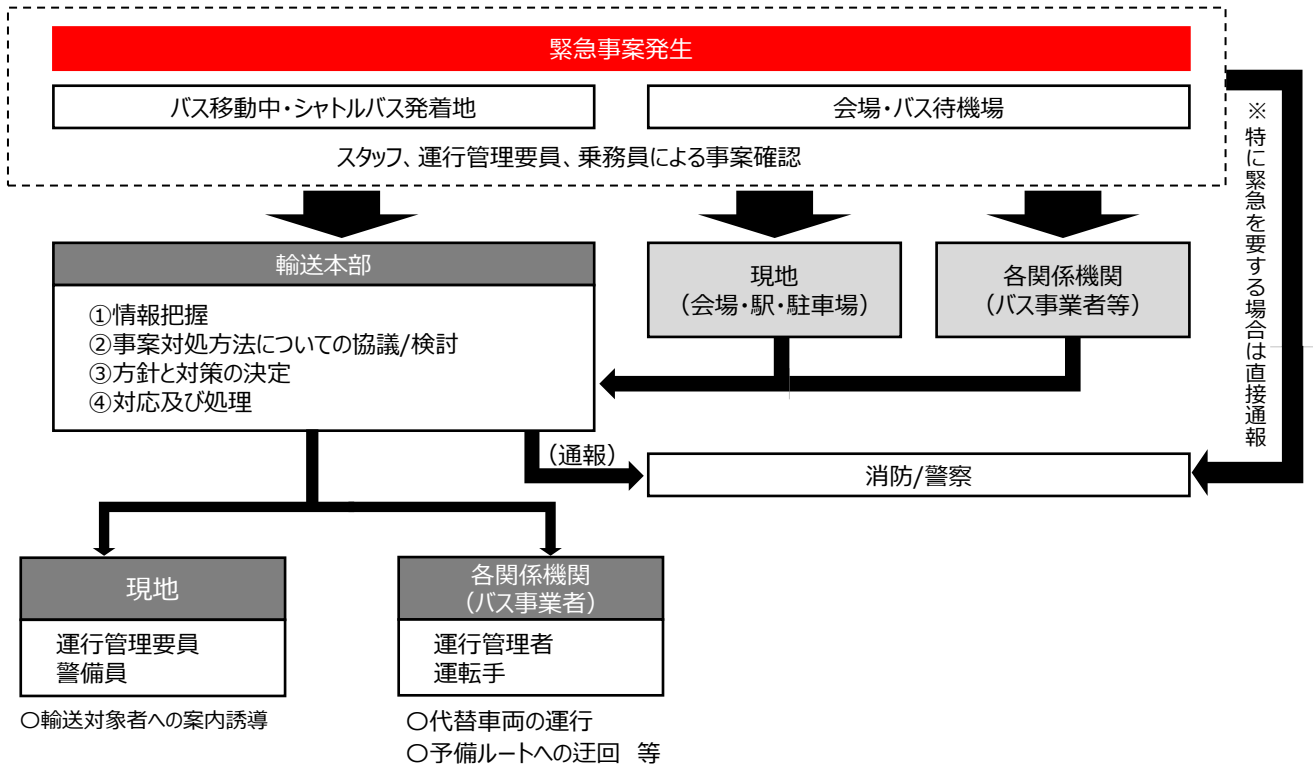 緊急事案発生
バス移動中・シャトルバス発着地
会場・バス待機場
スタッフ、運行管理要員、乗務員による事案確認
※特に緊急を要する場合は直接通報
輸送本部
①情報把握
②事案対処方法についての協議/検討
③方針と対策の決定
④対応及び処理
現地
（会場・駅・駐車場）
各関係機関
（バス事業者等）
（通報）
消防/警察
現地
運行管理要員
警備員
〇輸送対象者への案内誘導
各関係機関
（バス事業者）
運行管理者
運転手
〇代替車両の運行
〇予備ルートへの迂回　等